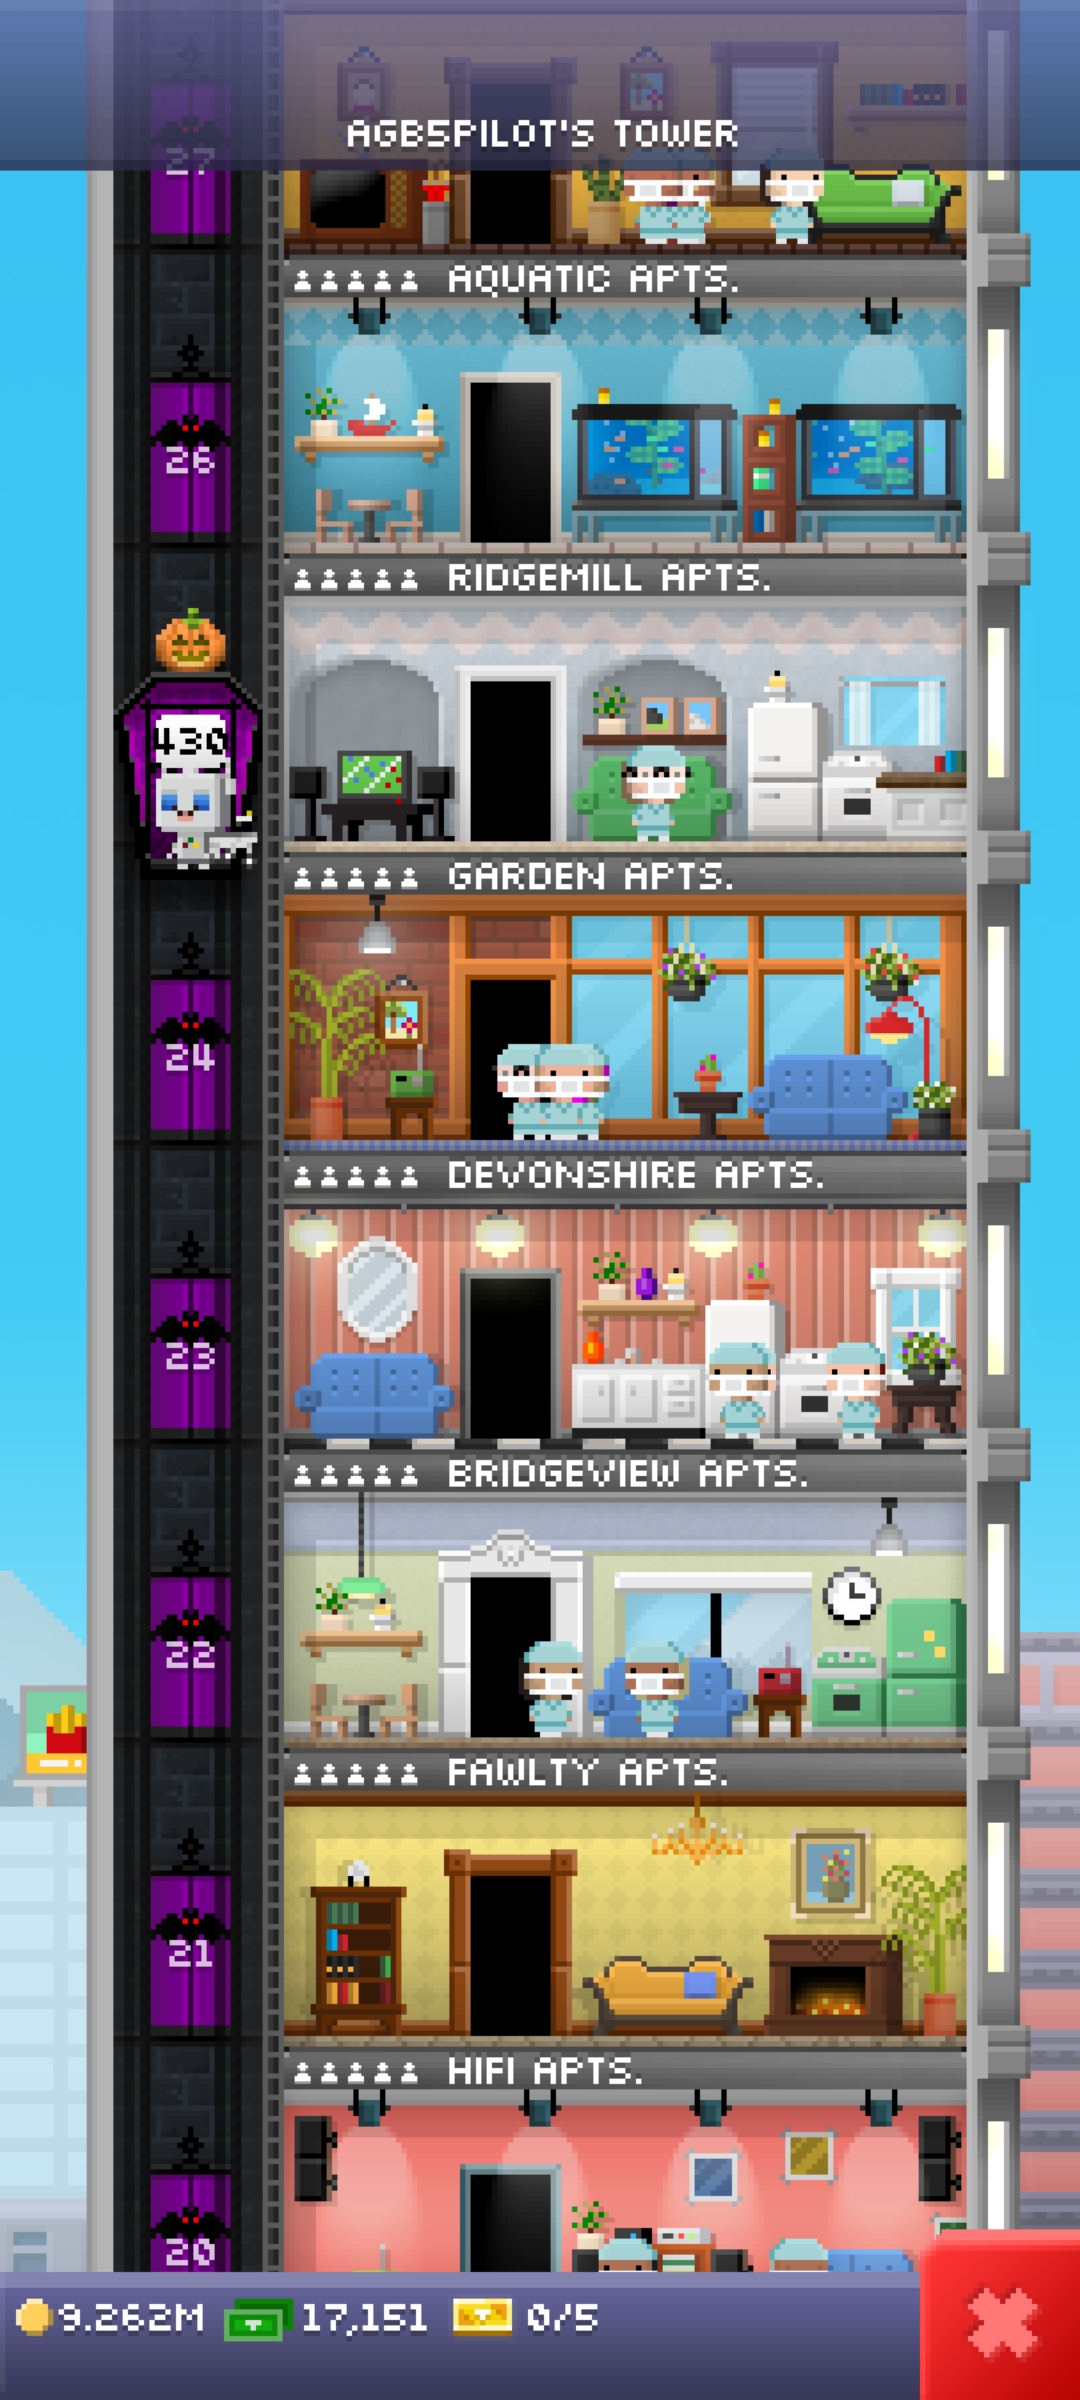 AGB5PILOT'S TOWER
27
AQUATIC APTS.
26
RIDGEMILL APTS.
430
GARDEN APTS.
24
DEVONSHIRE APTS.
23
BRIDGEVIEW APTS.
22
FAWLTY APTS.
21
HIFI APTS.
20
9.262M 17,151 0/5